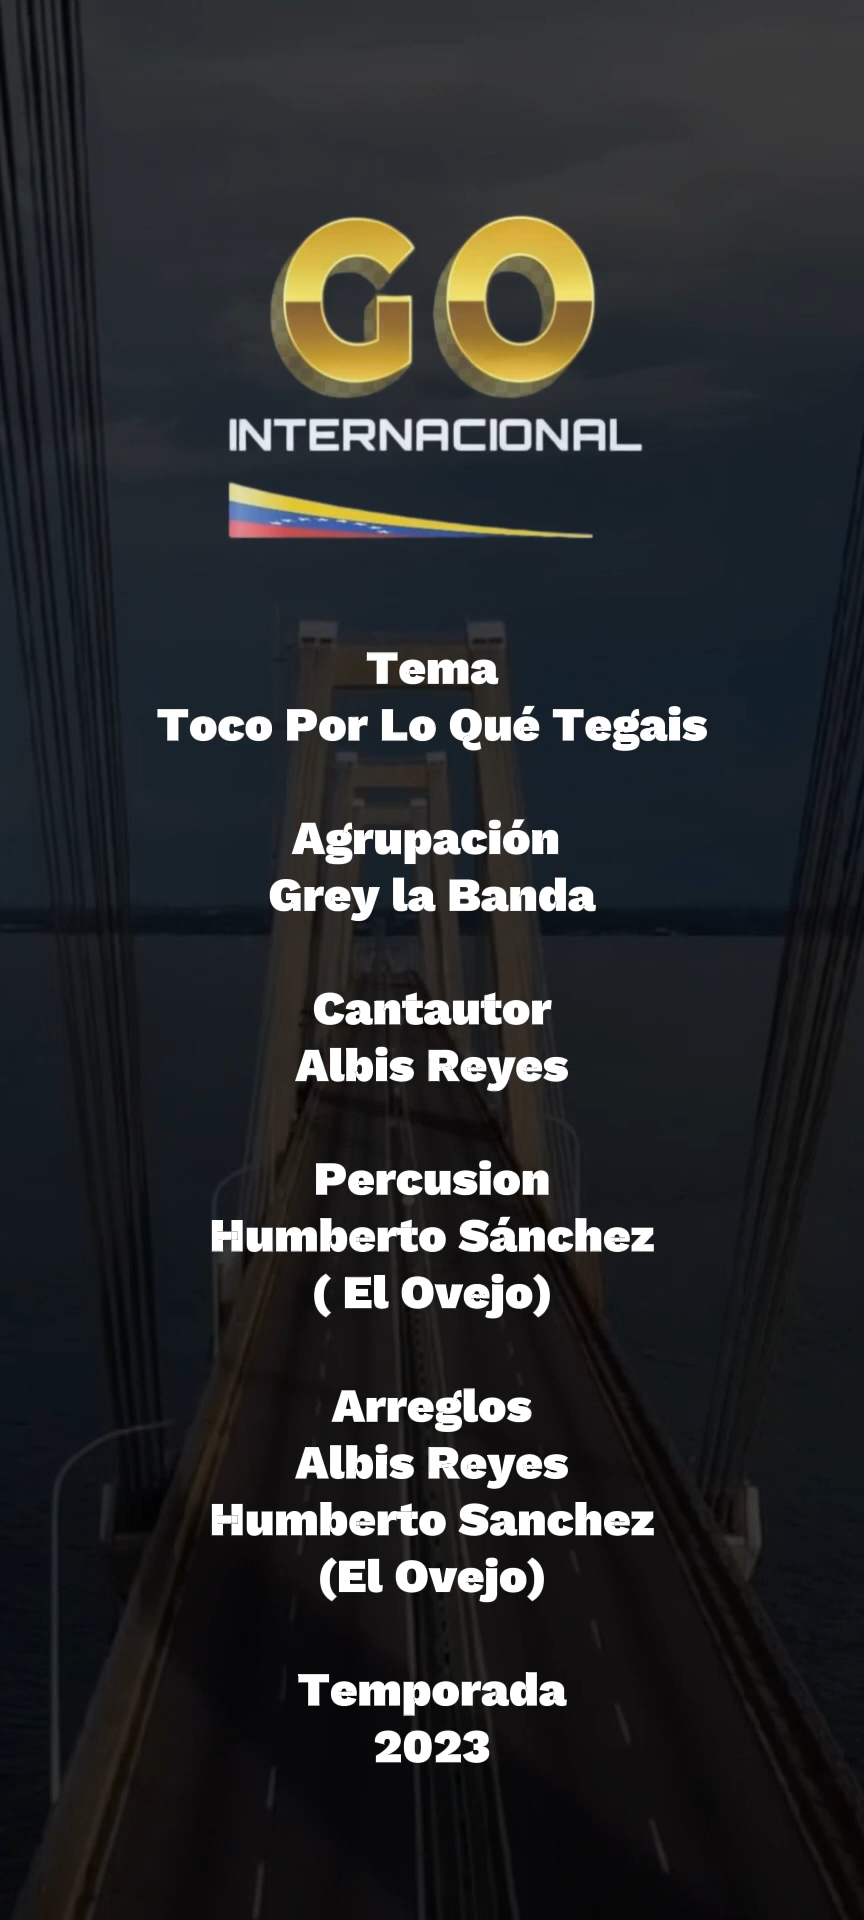 GO
INTERNACIONAL
Tema
Toco Por Lo Qué Tegais
Agrupación
Grey la Banda
Cantautor
Albis Reyes
Percusion
Humberto Sánchez
( El Ovejo)
Arreglos
Albis Reyes
Humberto Sanchez
(El Ovejo)
Temporada
2023